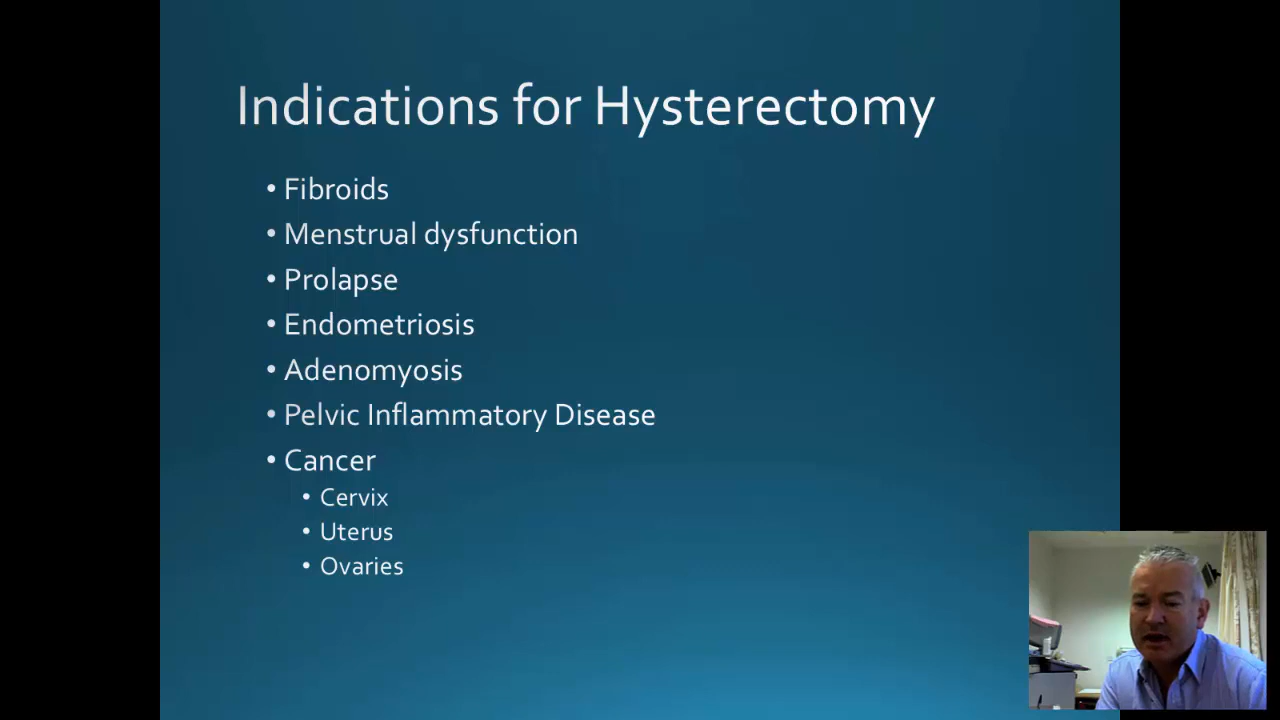 Indications for Hysterectomy
• Fibroids
• Menstrual dysfunction
• Prolapse
• Endometriosis
• Adenomyosis
• Pelvic Inflammatory Disease
• Cancer
• Cervix
• Uterus
• Ovaries